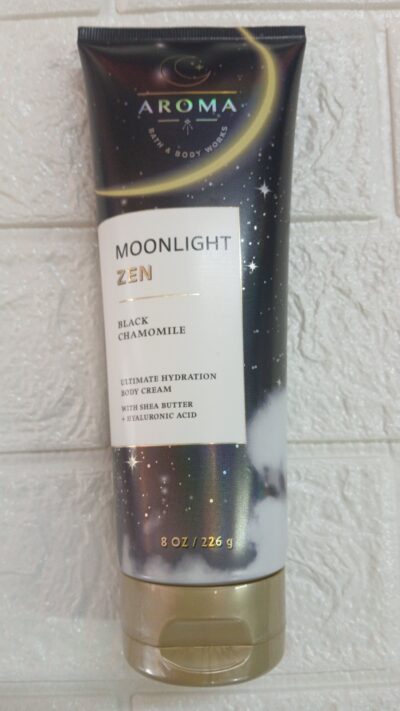 AROMA
BATH & BODY WORKS
MOONLIGHT
ZEN
BLACK
CHAMOMILE
ULTIMATE HYDRATION
BODY CREAM
WITH SHEA BUTTER
+ HYALURONIC ACID
8 OZ / 226 g